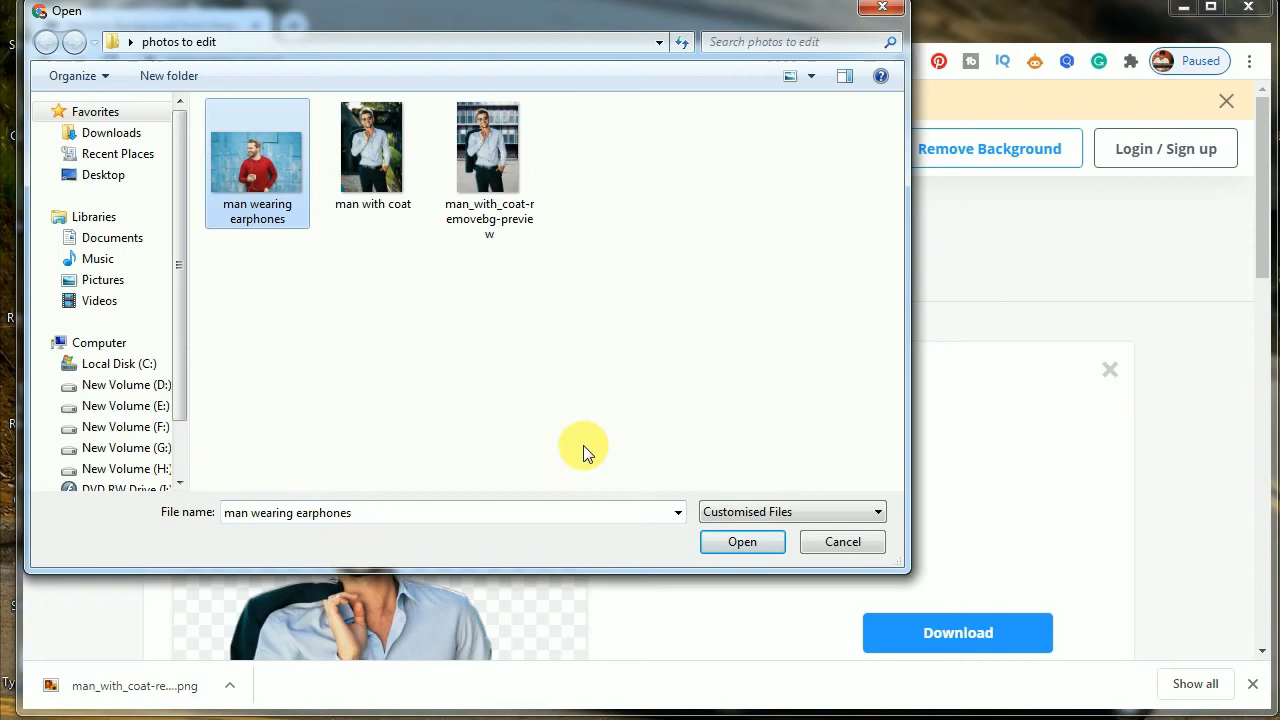 Open
photos to edit
Search photos to edit
Organize
New folder
Paused
Favorites
Downloads
Recent Places
Desktop
Libraries
Documents
Music
Pictures
Videos
Computer
Local Disk (C:)
New Volume (D:)
New Volume (E:)
New Volume (F:)
New Volume (G:)
New Volume (H:)
DVD RW Drive (I:
man wearing
earphones
man with coat
man_with_coat-r
emovebg-previe
w
Remove Background
Login / Sign up
File name:
man wearing earphones
Customised Files
Open
Cancel
Download
man_with_coat-re....png
Show all